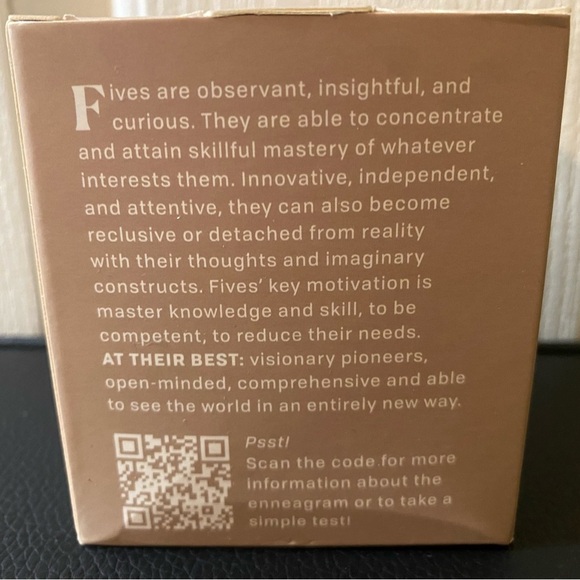 Fives are observant, insightful, and
curious. They are able to concentrate
and attain skillful mastery of whatever
interests them. Innovative, independent,
and attentive, they can also become
reclusive or detached from reality
with their thoughts and imaginary
constructs. Fives' key motivation is
master knowledge and skill, to be
competent, to reduce their needs.
AT THEIR BEST: visionary pioneers,
open-minded, comprehensive and able
to see the world in an entirely new way.
Psst!
Scan the code for more
information about the
enneagram or to take a
simple test!